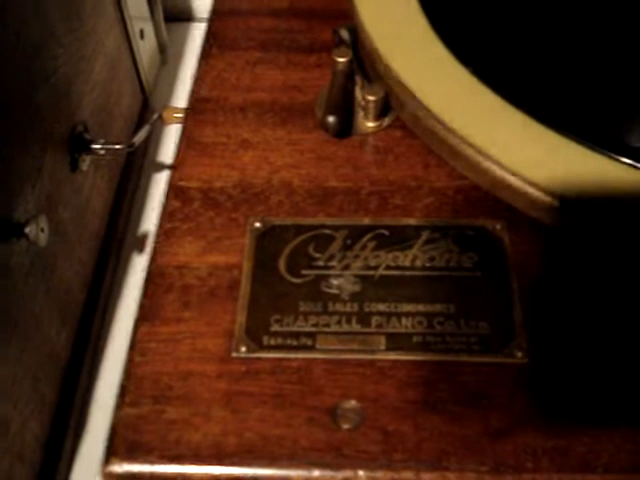 Cliftophone
SOLE SALES CONCESSIONAIRES
CHAPPELL PIANO Co. LTD.